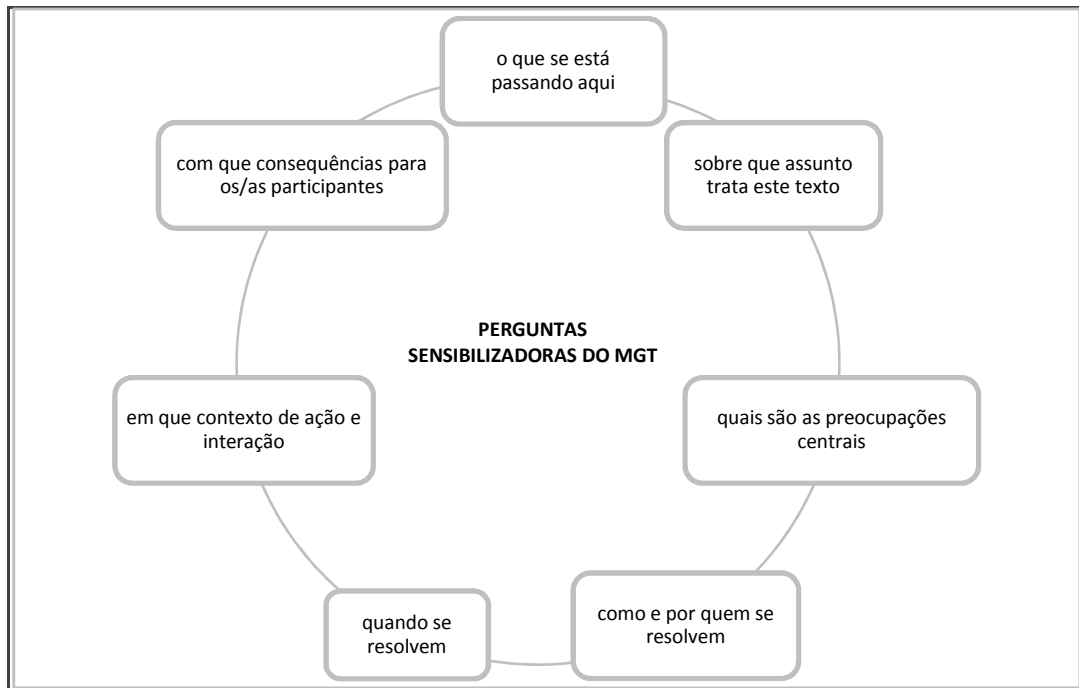 o que se está
passando aqui
sobre que assunto
trata este texto
quais são as preocupações
centrais
como e por quem se
resolvem
quando se
resolvem
em que contexto de ação e
interação
com que consequências para
os/as participantes
PERGUNTAS
SENSIBILIZADORAS DO MGT